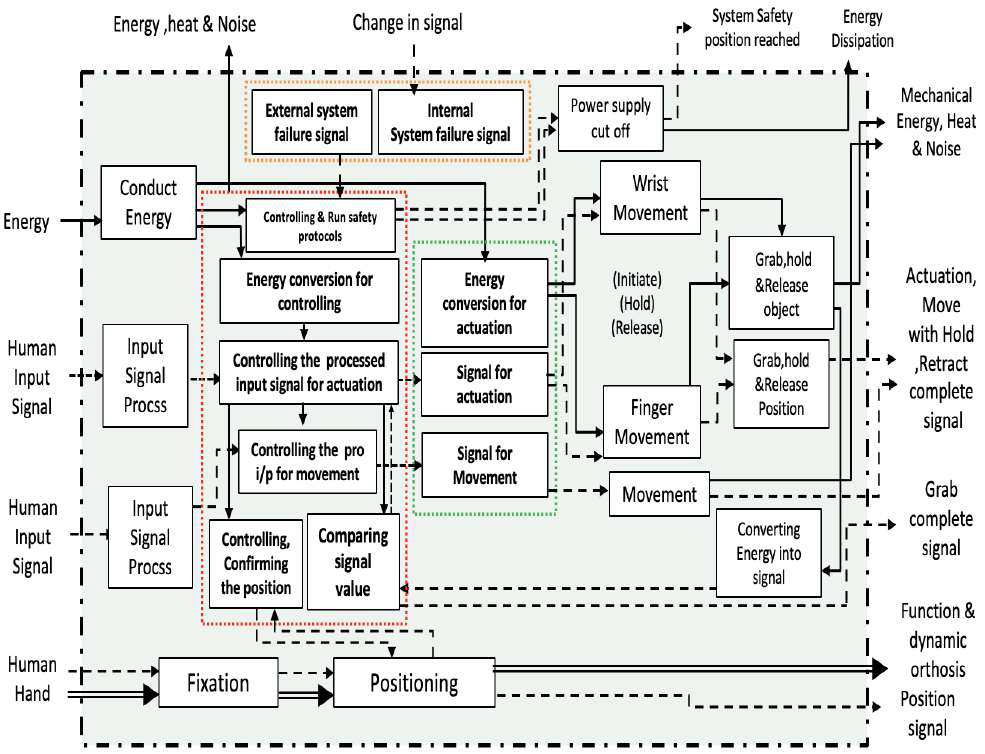 Energy ,heat & Noise
Change in signal
System Safety
position reached
Energy
Dissipation
External system
failure signal
Internal
System failure signal
Power supply
cut off
Mechanical
Energy, Heat
& Noise
Energy
Conduct
Energy
Controlling & Run safety
protocols
Wrist
Movement
Energy conversion for
controlling
Energy
conversion for
actuation
(Initiate)
(Hold)
(Release)
Grab,hold
&Release
object
Actuation,
Move
with Hold
,Retract
complete
signal
Human
Input
Signal
Input
Signal
Procss
Controlling the processed
input signal for actuation
Signal for
actuation
Grab,hold
&Release
Position
Finger
Movement
Controlling the pro
i/p for movement
Signal for
Movement
Movement
Human
Input
Signal
Input
Signal
Procss
Controlling,
Confirming
the position
Comparing
signal
value
Converting
Energy into
signal
Grab
complete
signal
Human
Hand
Fixation
Positioning
Function &
dynamic
orthosis
Position
signal